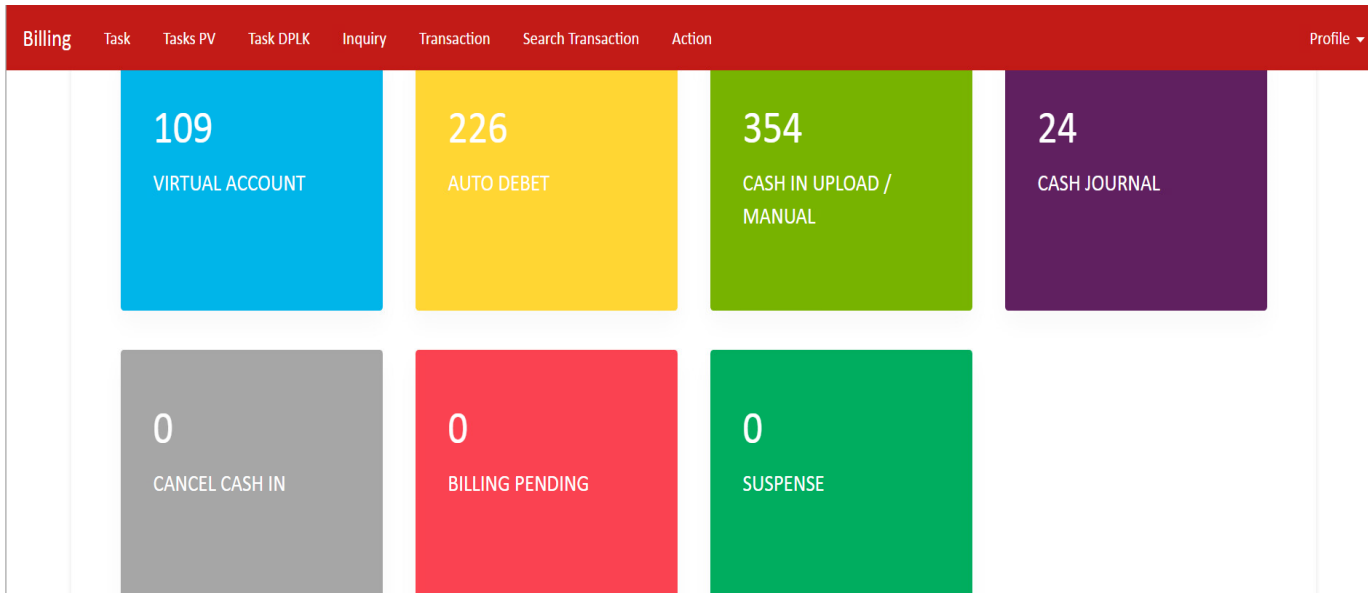 Billing Task Tasks PV Task DPLK Inquiry Transaction Search Transaction Action Profile
109
VIRTUAL ACCOUNT
226
AUTO DEBET
354
CASH IN UPLOAD /
MANUAL
24
CASH JOURNAL
0
CANCEL CASH IN
0
BILLING PENDING
0
SUSPENSE